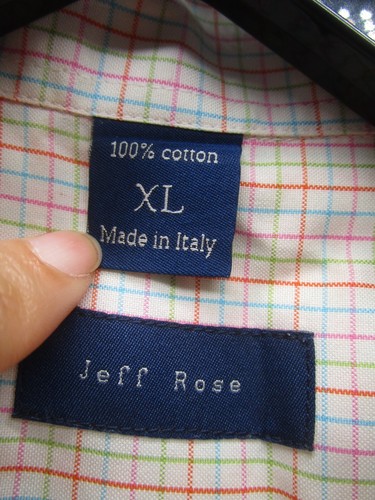 100% cotton
XL
Made in Italy
Jeff Rose